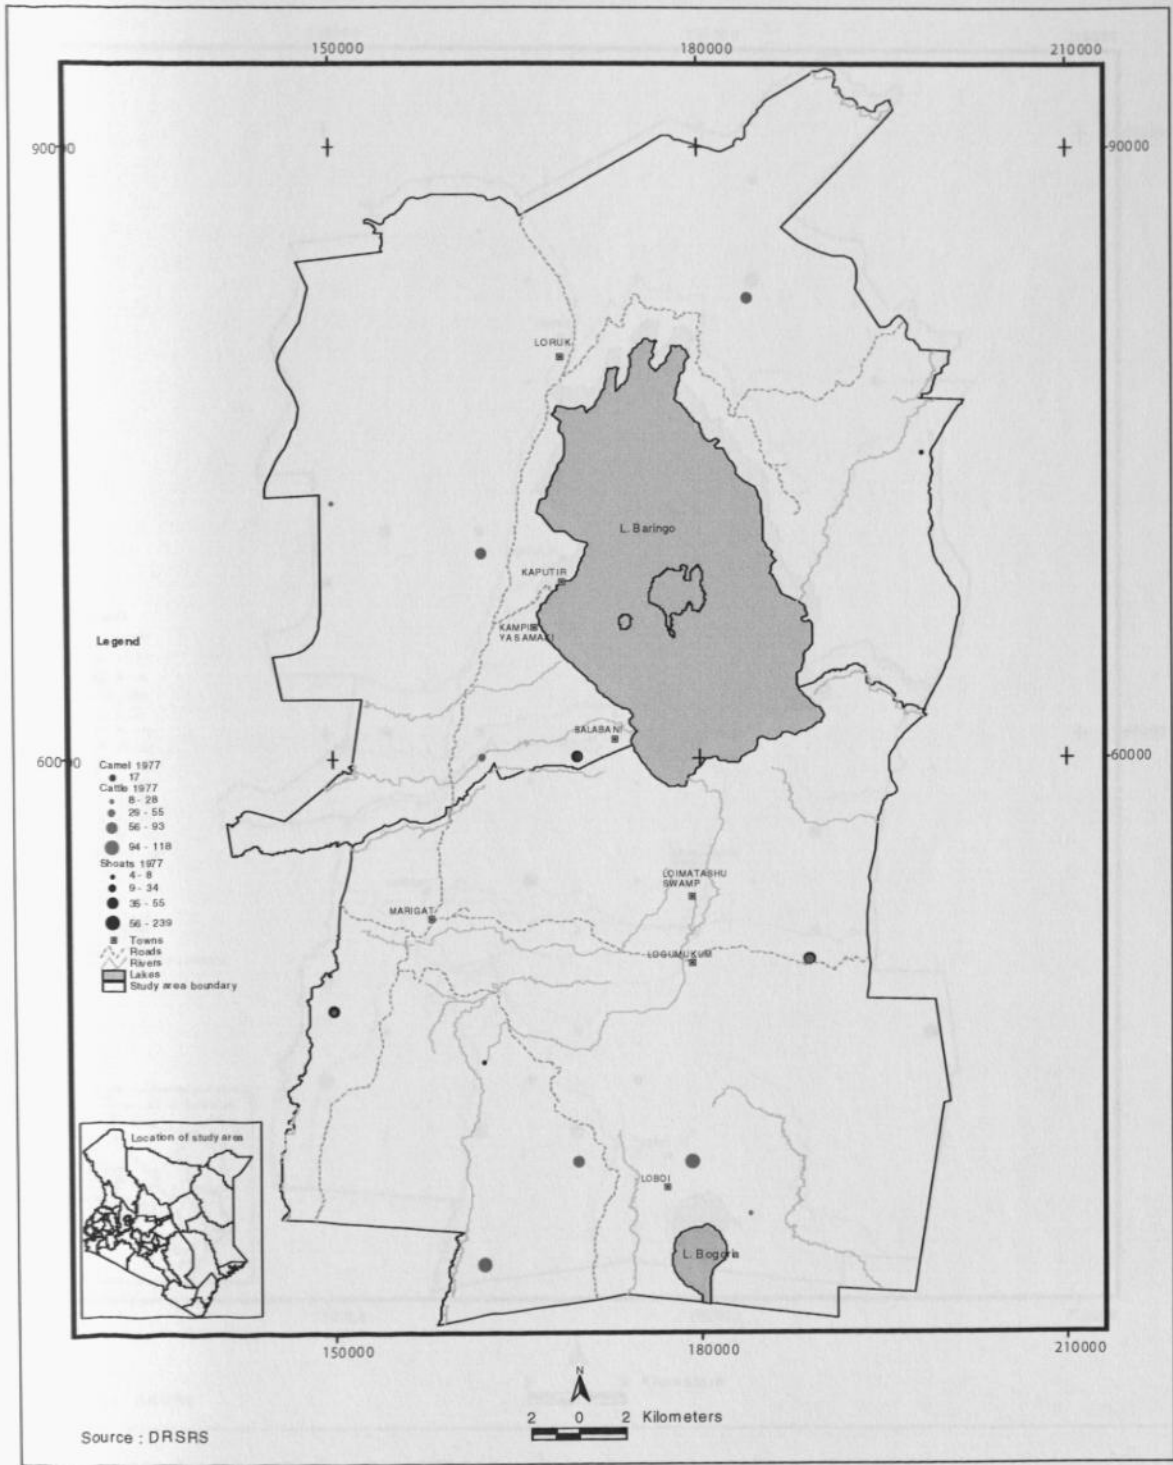 150000
180000
210000
90000
90000
LORUK
L. Baringo
KAPUTIR
KAMPI
YASAMAKI
Legend
BALABANI
60000
60000
Camel 1977
17
Cattle 1977
8 - 28
29 - 55
56 - 93
94 - 118
Shoats 1977
4 - 8
9 - 34
35 - 55
56 - 239
Towns
Roads
Rivers
Lakes
Study area boundary
LOIMATASHU
SWAMP
MARIGAT
LOGUMUKUM
Location of study area
LOBOI
L. Bogoria
150000
180000
210000
N
2 0 2 Kilometers
Source : DRSRS